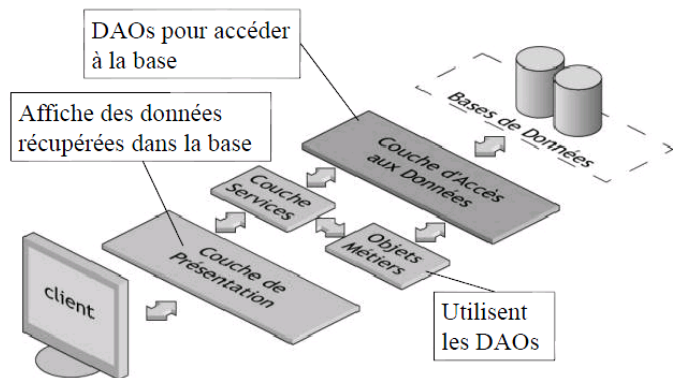 DAOs pour accéder
à la base
Affiche des données
récupérées dans la base
Bases de Données
Couche d'Accès
aux Données
Couche
Services
Objets
Métiers
Couche de
Présentation
client
Utilisent
les DAOs